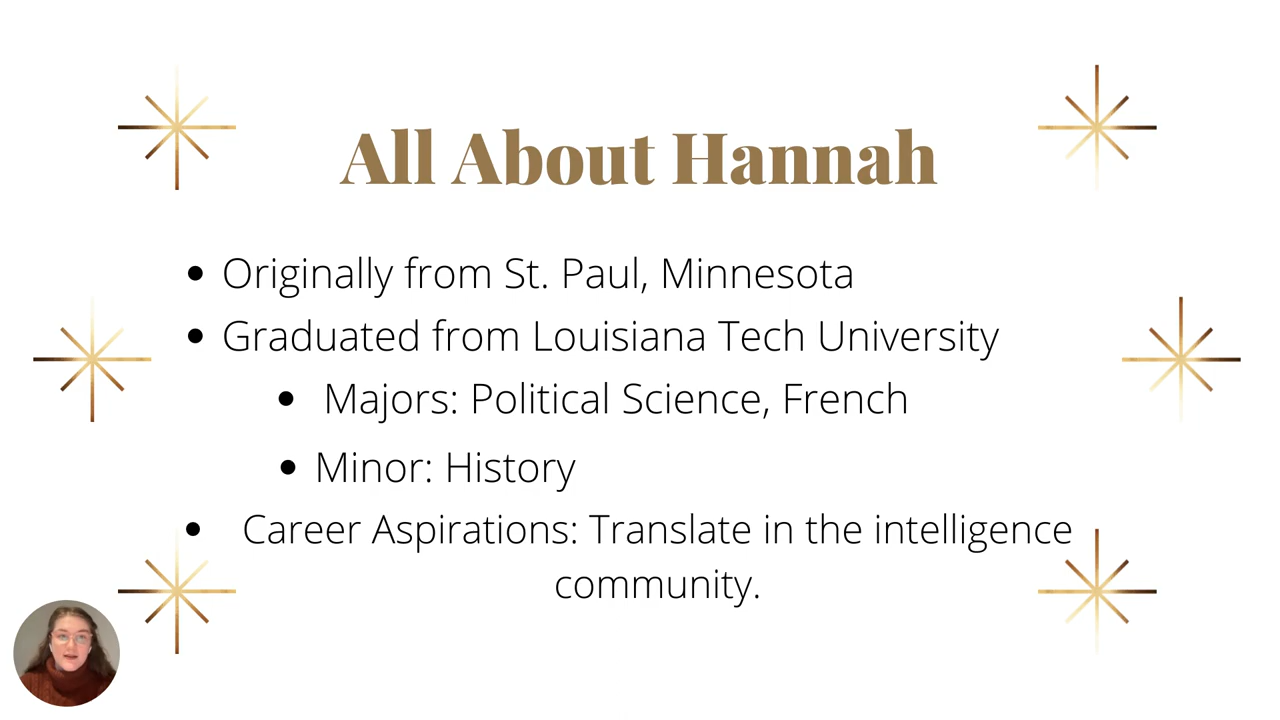 All About Hannah
Originally from St. Paul, Minnesota
Graduated from Louisiana Tech University
Majors: Political Science, French
Minor: History
Career Aspirations: Translate in the intelligence
community.